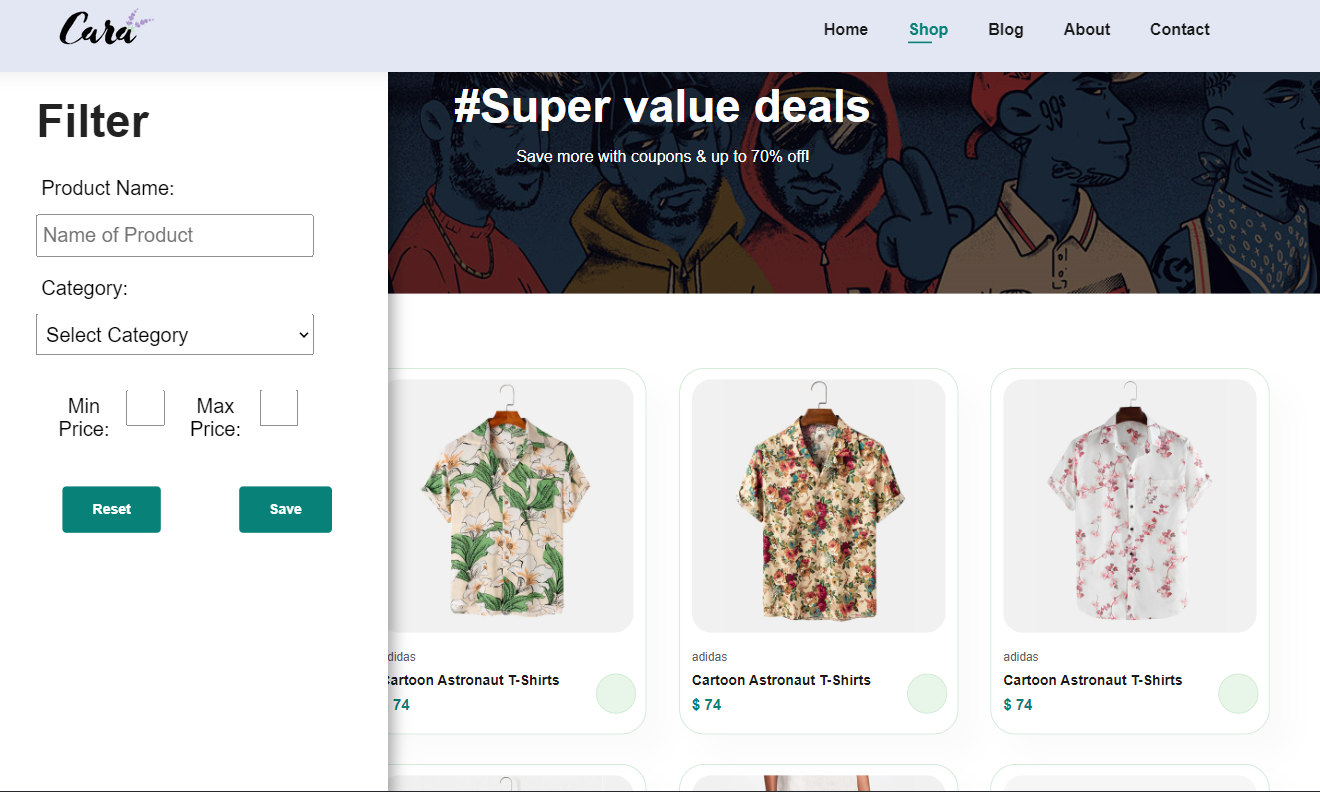 Cara
Home
Shop
Blog
About
Contact
Filter
Product Name:
Name of Product
Category:
Select Category
Min
Price:
Max
Price:
Reset
Save
#Super value deals
Save more with coupons & up to 70% off!
didas
artoon Astronaut T-Shirts
74
adidas
Cartoon Astronaut T-Shirts
$ 74
adidas
Cartoon Astronaut T-Shirts
$ 74